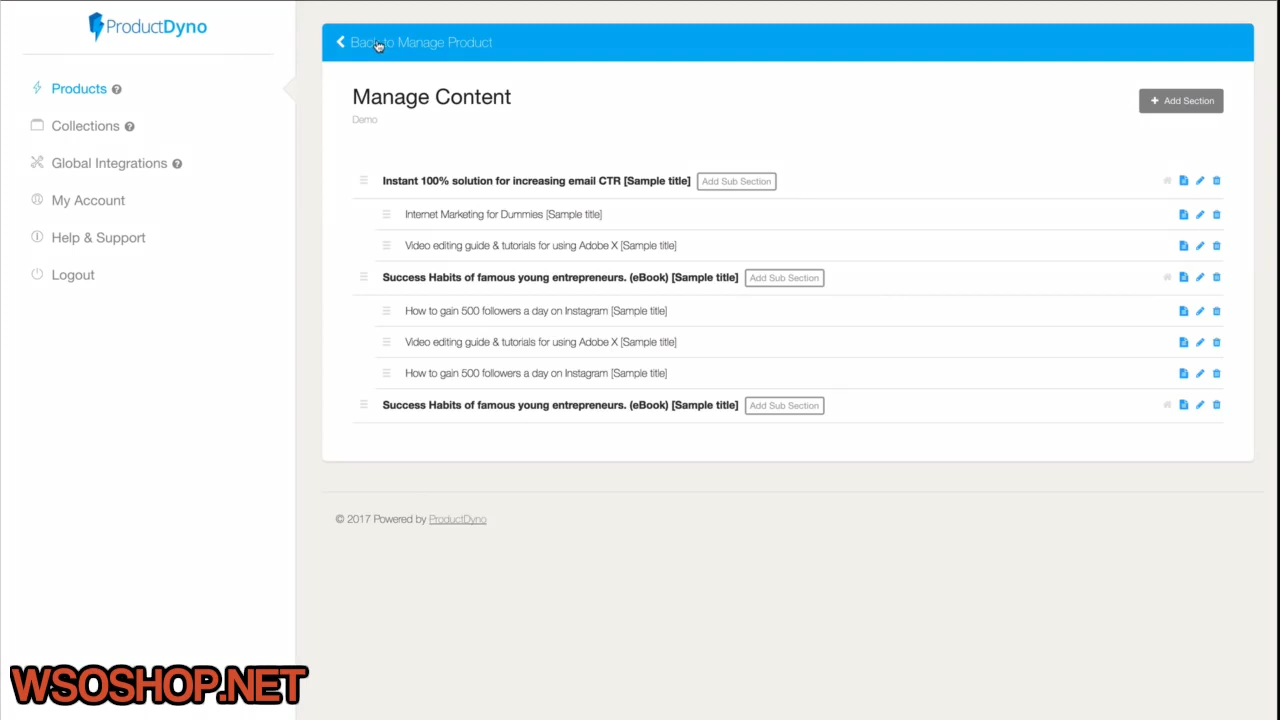 ProductDyno
Products
Collections
Global Integrations
My Account
Help & Support
Logout
Back to Manage Product
Manage Content
Demo
Add Section
Instant 100% solution for increasing email CTR [Sample title] Add Sub Section
Internet Marketing for Dummies [Sample title]
Video editing guide & tutorials for using Adobe X [Sample title]
Success Habits of famous young entrepreneurs. (eBook) [Sample title] Add Sub Section
How to gain 500 followers a day on Instagram [Sample title]
Video editing guide & tutorials for using Adobe X [Sample title]
How to gain 500 followers a day on Instagram [Sample title]
Success Habits of famous young entrepreneurs. (eBook) [Sample title] Add Sub Section
© 2017 Powered by ProductDyno
WSOSHOP.NET